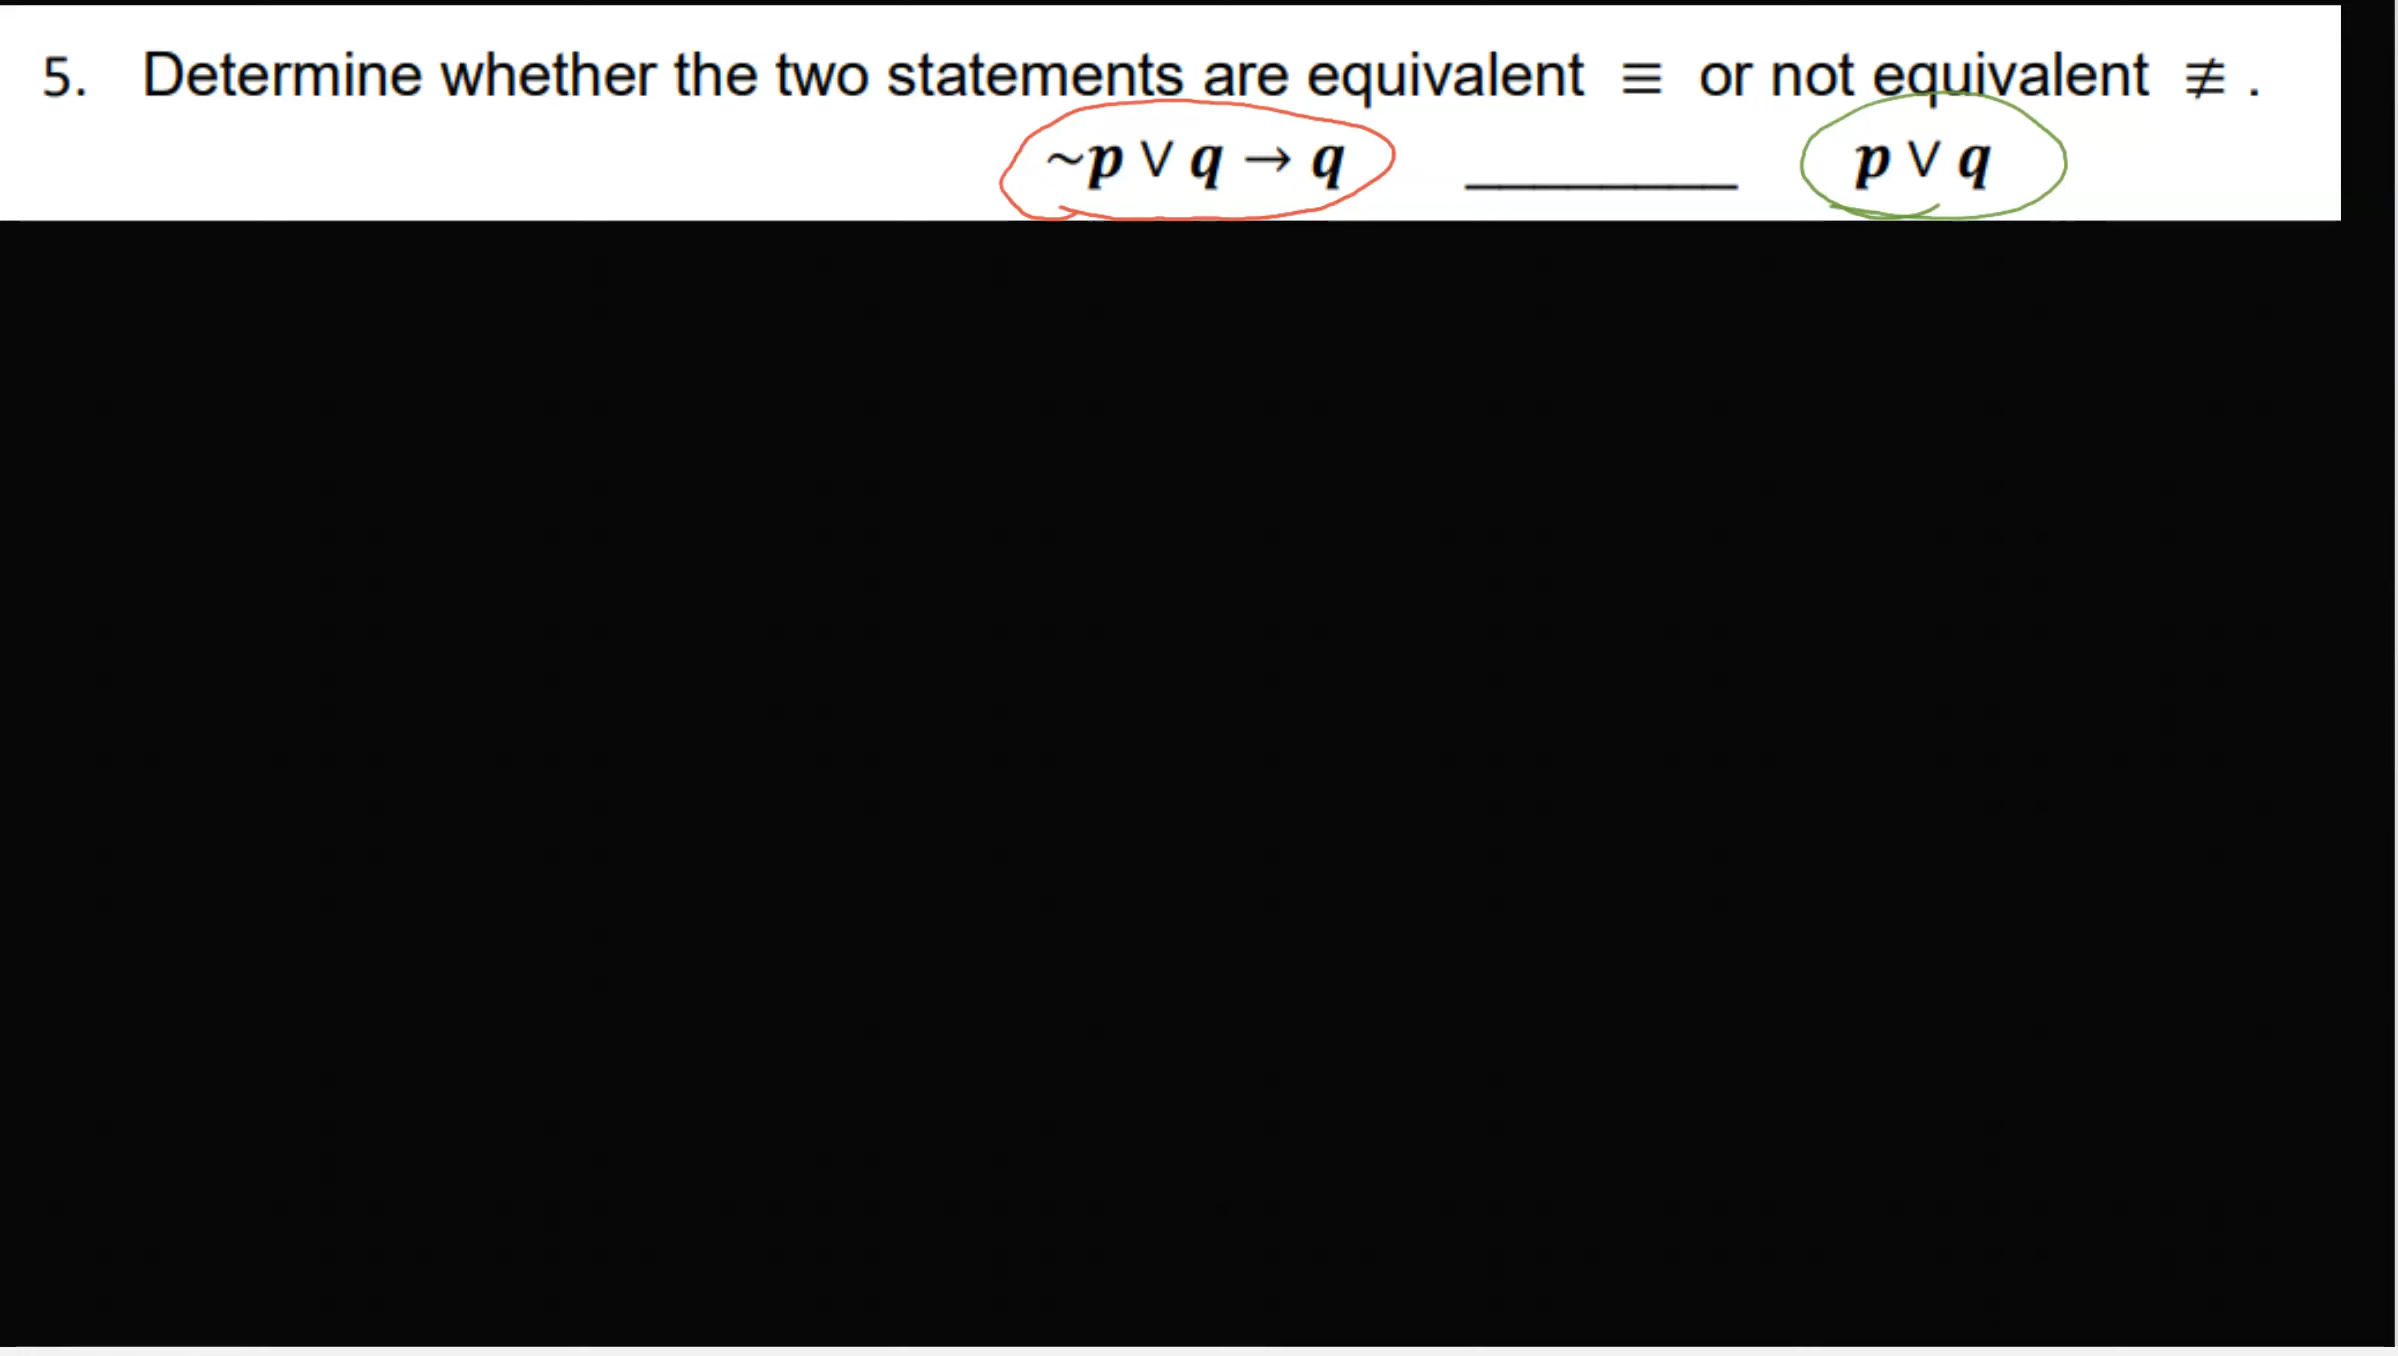 5. Determine whether the two statements are equivalent ≡ or not equivalent ≢ .
~p ∨ q → q ________ p ∨ q